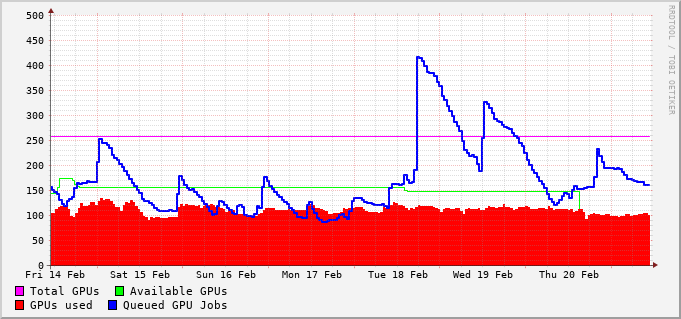 500
450
400
350
300
250
200
150
100
50
0
Fri 14 Feb Sat 15 Feb Sun 16 Feb Mon 17 Feb Tue 18 Feb Wed 19 Feb Thu 20 Feb
Total GPUs Available GPUs
GPUs used Queued GPU Jobs
RRDTOOL / TOBI OETIKER